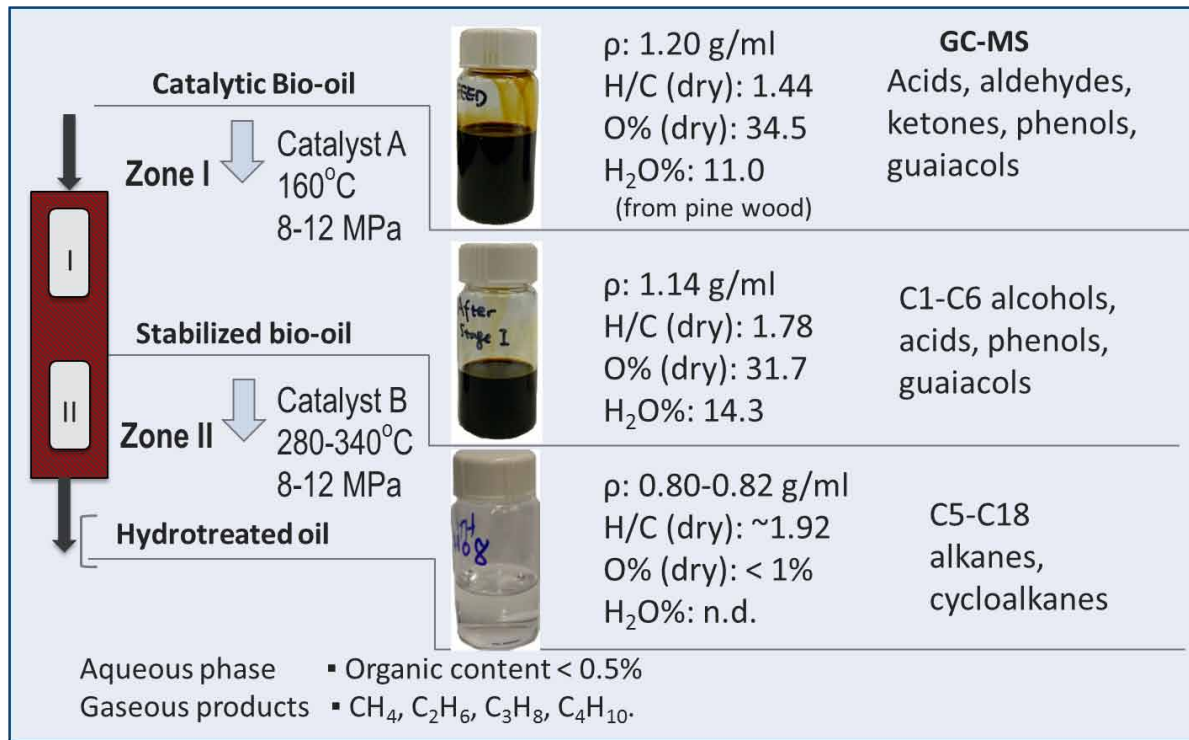 Catalytic Bio-oil
Zone I
Catalyst A
160°C
8-12 MPa
FEED
ρ: 1.20 g/ml
H/C (dry): 1.44
O% (dry): 34.5
H₂O%: 11.0
(from pine wood)
GC-MS
Acids, aldehydes,
ketones, phenols,
guaiacols
I
Stabilized bio-oil
After
Stage I
ρ: 1.14 g/ml
H/C (dry): 1.78
O% (dry): 31.7
H₂O%: 14.3
C1-C6 alcohols,
acids, phenols,
guaiacols
II
Zone II
Catalyst B
280-340°C
8-12 MPa
Hydrotreated oil
ρ: 0.80-0.82 g/ml
H/C (dry): ~1.92
O% (dry): < 1%
H₂O%: n.d.
C5-C18
alkanes,
cycloalkanes
Aqueous phase ▪ Organic content < 0.5%
Gaseous products ▪ CH₄, C₂H₆, C₃H₈, C₄H₁₀.